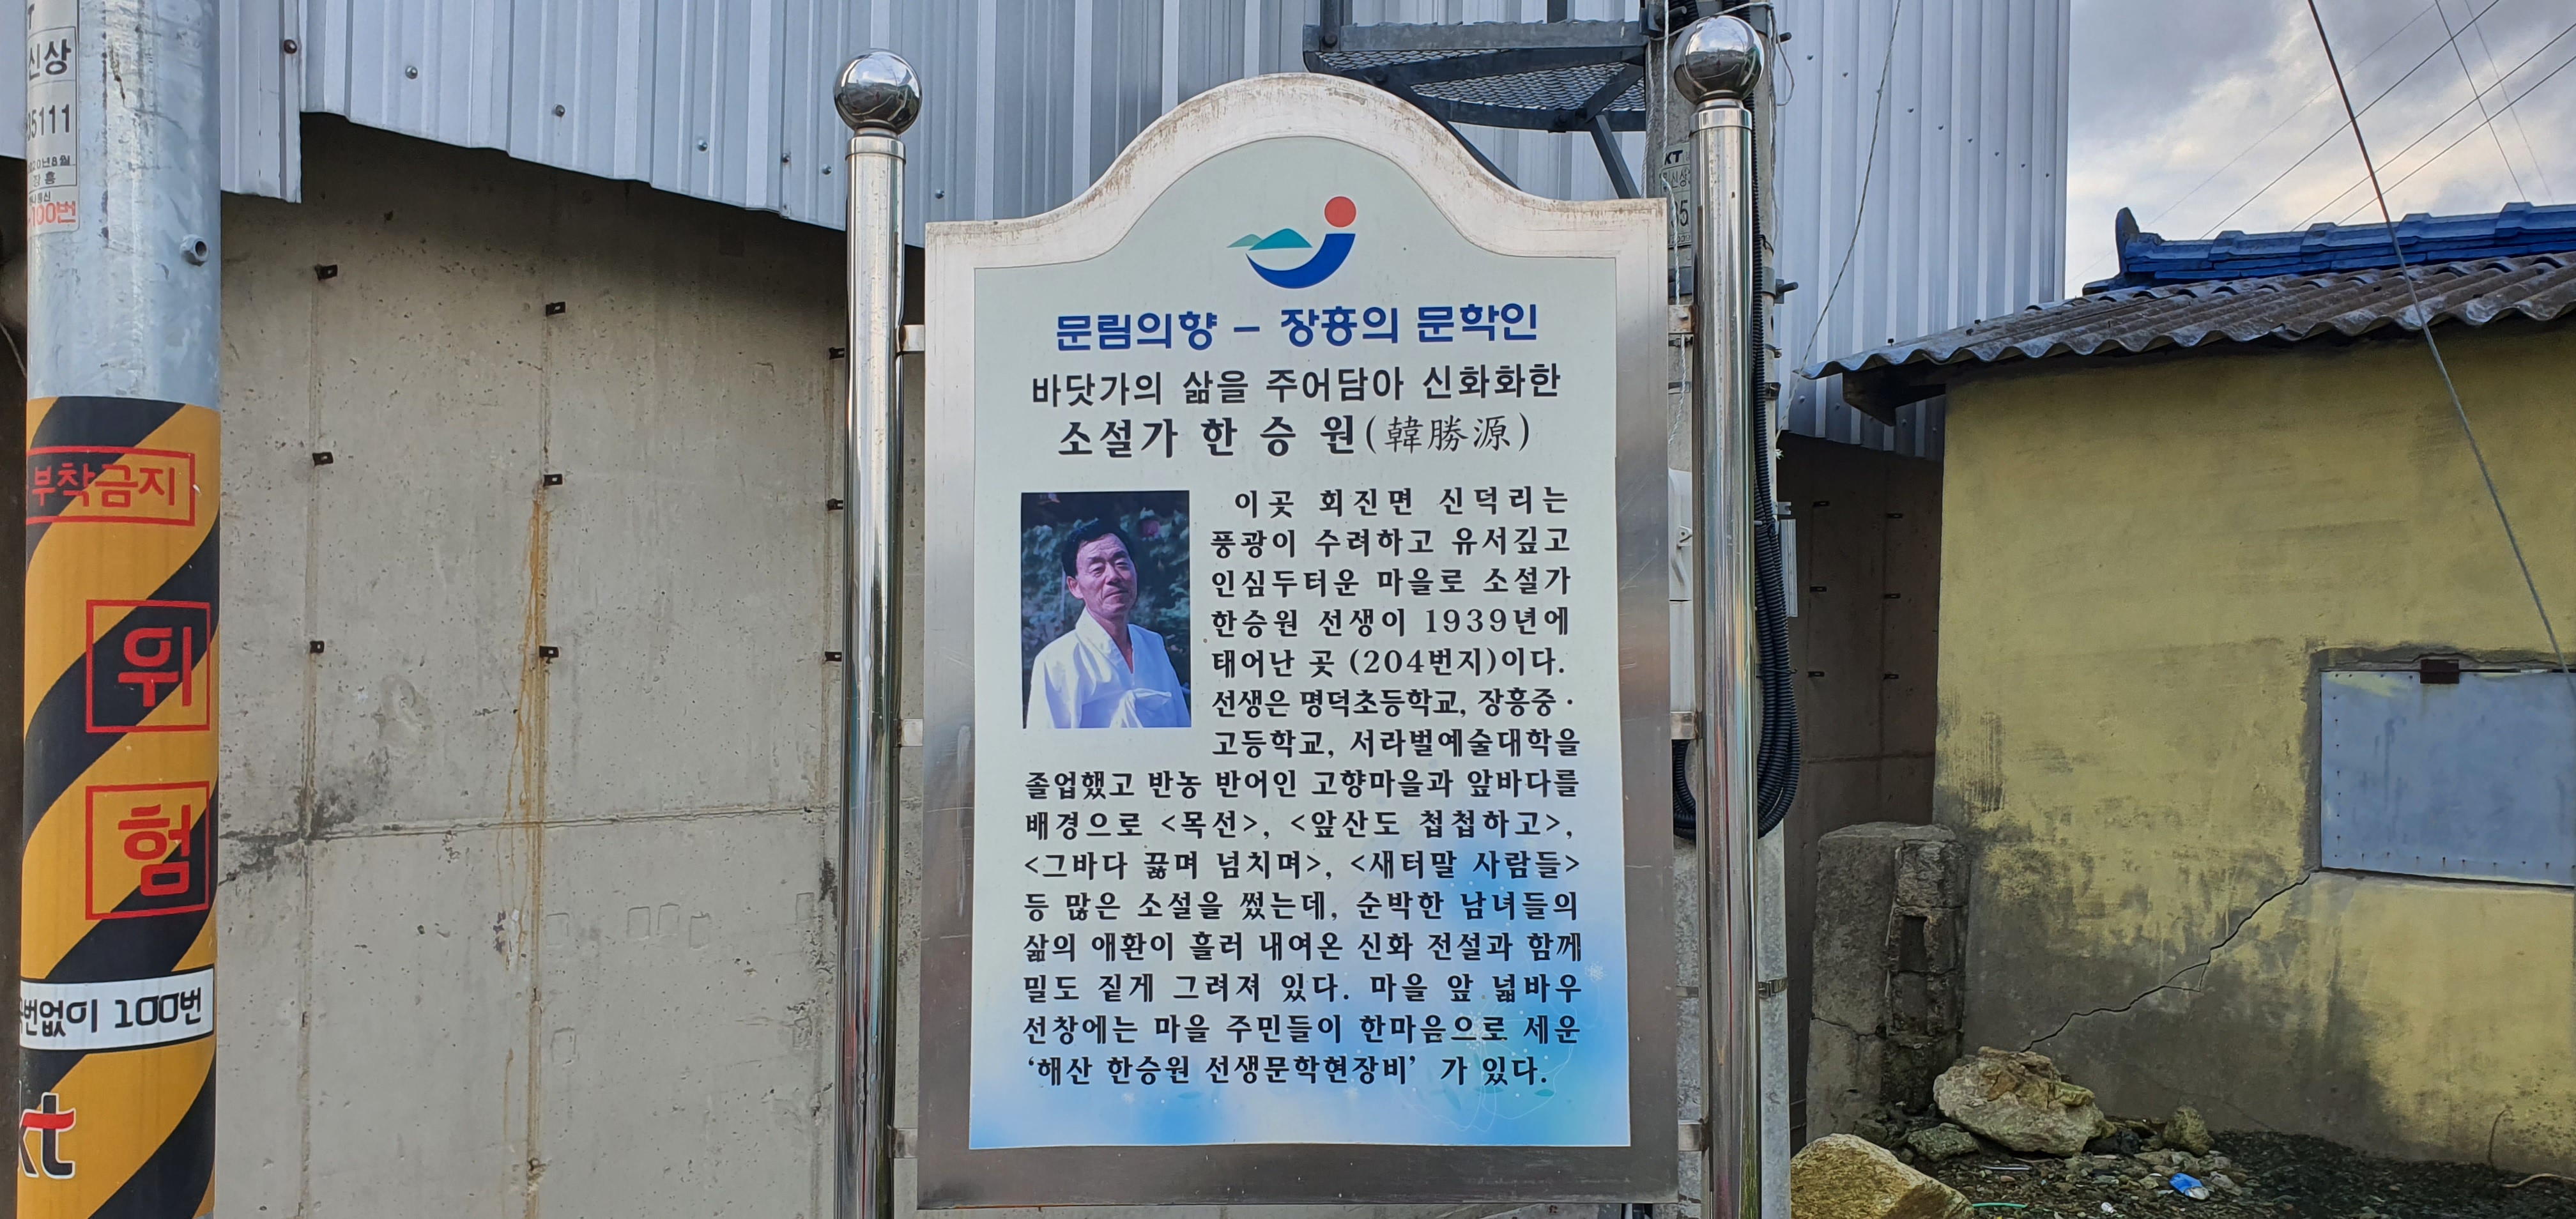 신상
35111
100번
부착금지
위
험
번없이 100번
kt
문림의향 – 장흥의 문학인
바닷가의 삶을 주어담아 신화화한
소설가 한 승 원(韓勝源)
이곳 회진면 신덕리는
풍광이 수려하고 유서깊고
인심두터운 마을로 소설가
한승원 선생이 1939년에
태어난 곳 (204번지)이다.
선생은 명덕초등학교, 장흥중·
고등학교, 서라벌예술대학을
졸업했고 반농 반어인 고향마을과 앞바다를
배경으로 <목선>, <앞산도 첩첩하고>,
<그바다 끓며 넘치며>, <새터말 사람들>
등 많은 소설을 썼는데, 순박한 남녀들의
삶의 애환이 흘러 내여온 신화 전설과 함께
밀도 짙게 그려져 있다. 마을 앞 넓바우
선창에는 마을 주민들이 한마음으로 세운
‘해산 한승원 선생문학현장비’ 가 있다.
KT